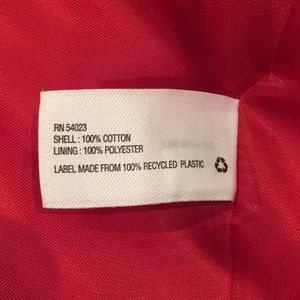 RN 54023
SHELL : 100% COTTON
LINING : 100% POLYESTER
LABEL MADE FROM 100% RECYCLED PLASTIC